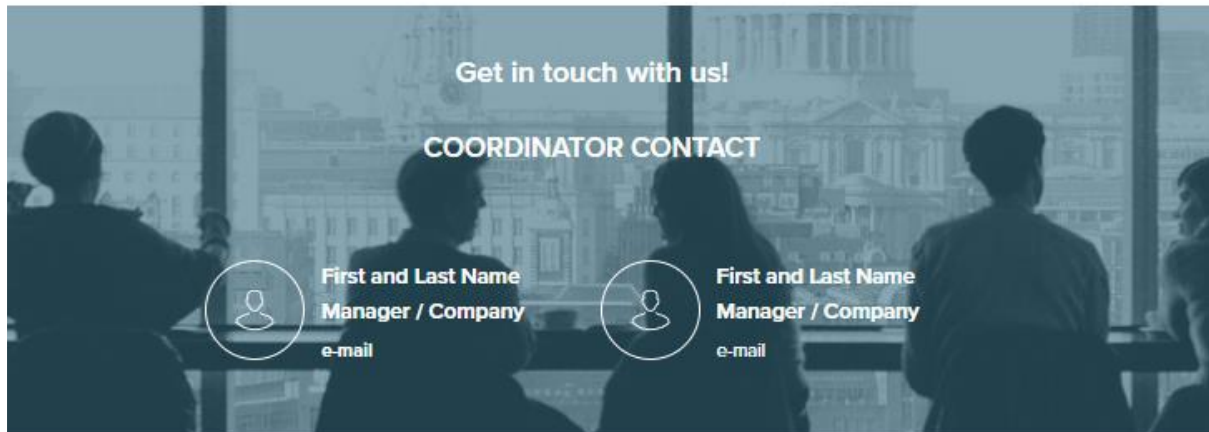 Get in touch with us!
COORDINATOR CONTACT
First and Last Name
Manager / Company
e-mail
First and Last Name
Manager / Company
e-mail